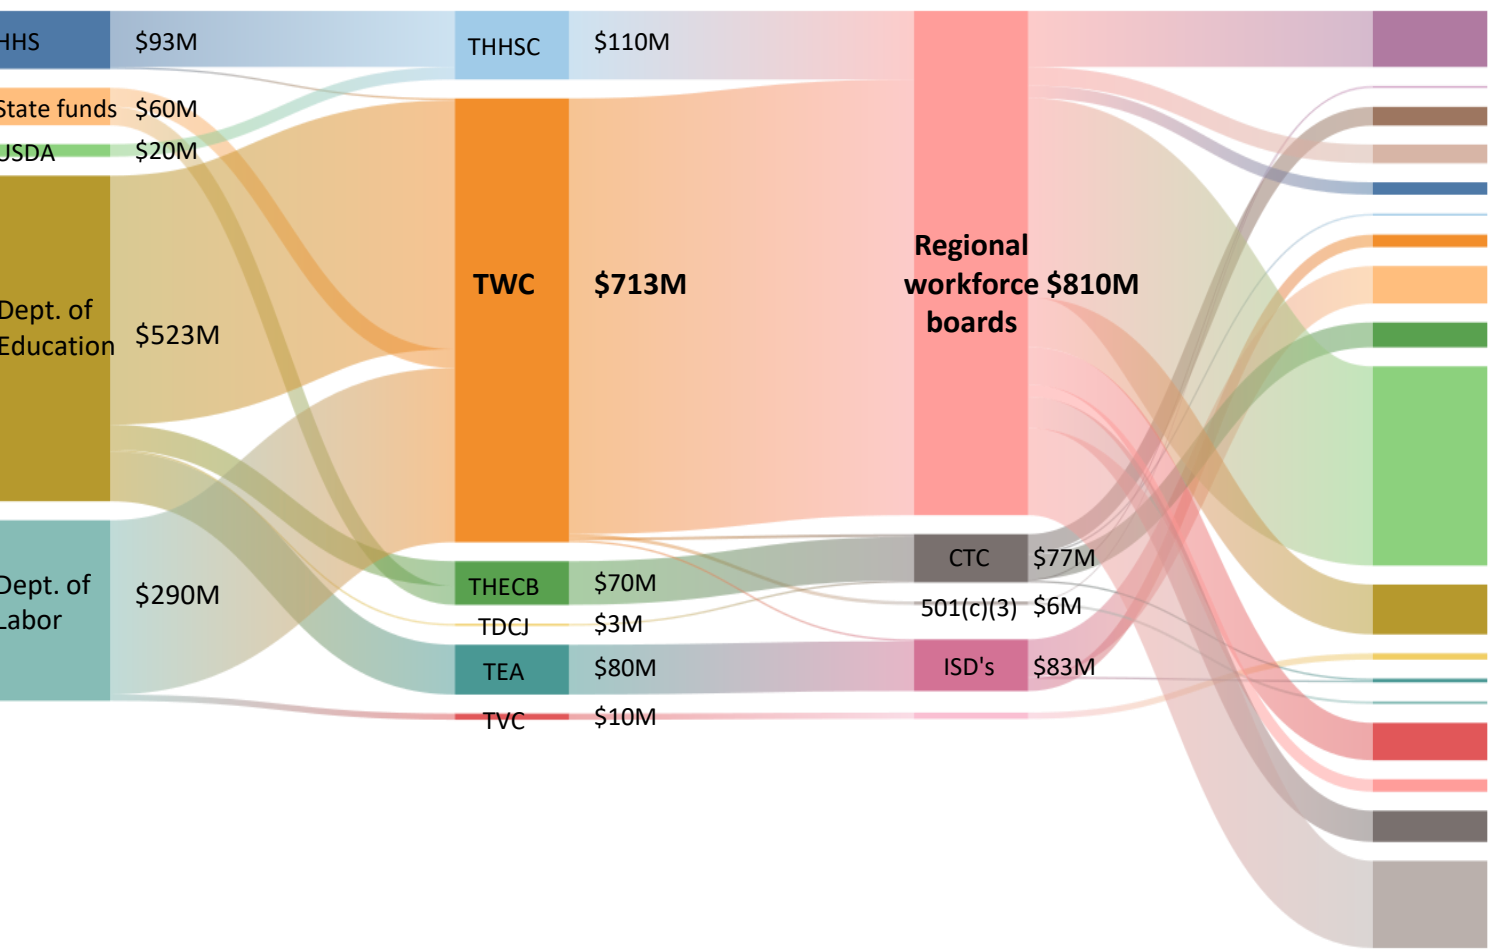 HHS $93M THHSC $110M
State funds $60M
USDA $20M
Regional
TWC $713M workforce $810M
boards
Dept. of
Education $523M
CTC $77M
THECB $70M
Dept. of
Labor $290M
501(c)(3) $6M
TDCJ $3M
TEA $80M ISD's $83M
TVC $10M